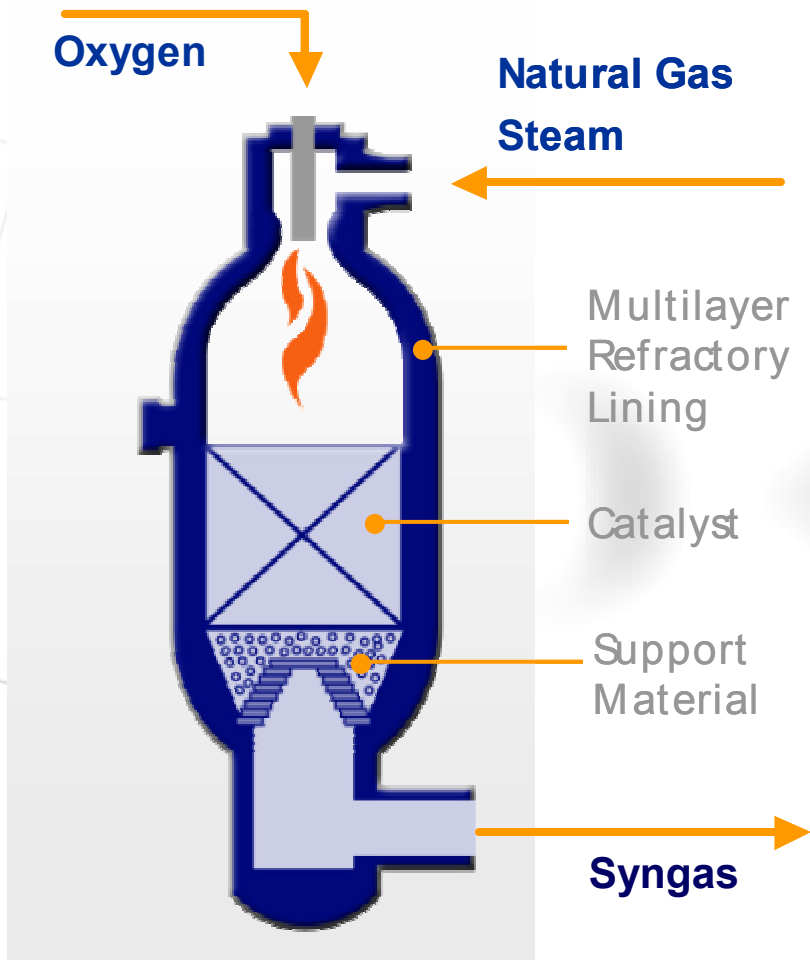 Oxygen
Natural Gas
Steam
Multilayer
Refractory
Lining
Catalyst
Support
Material
Syngas